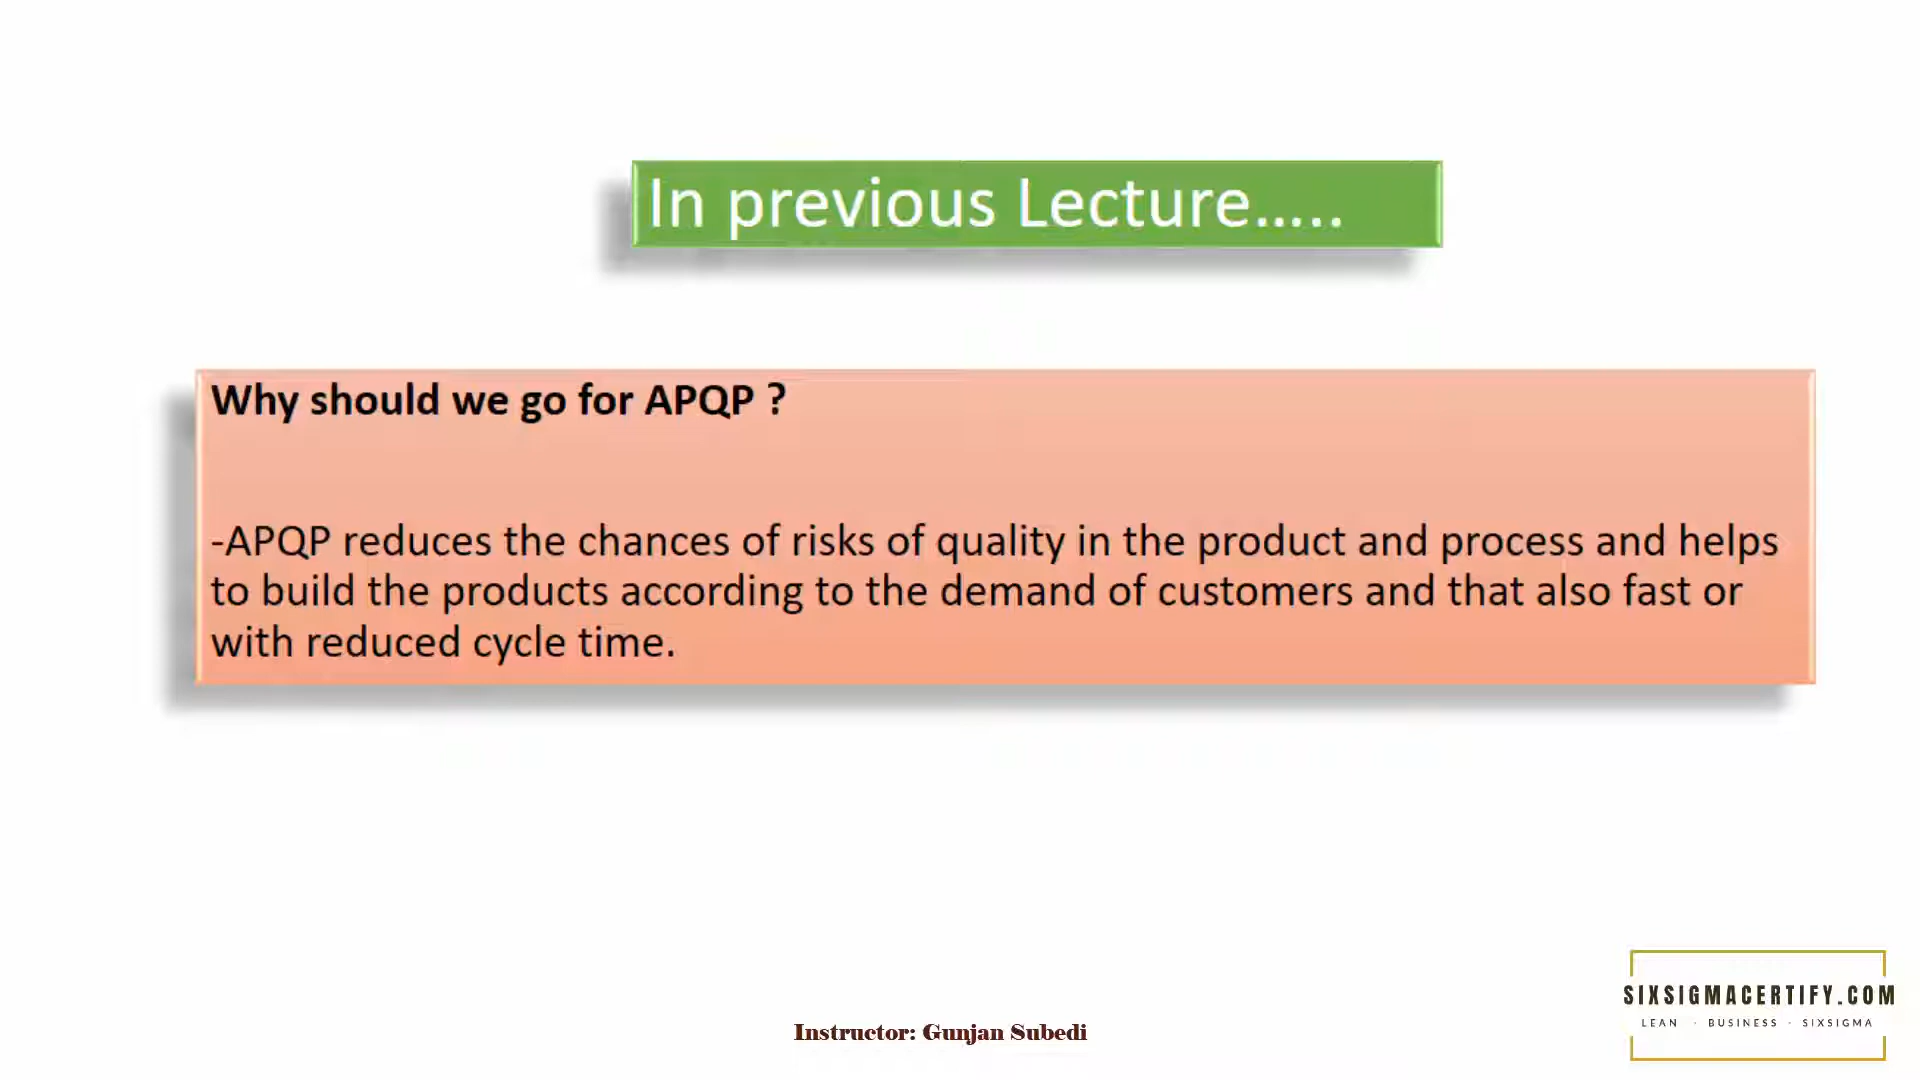 In previous Lecture.....
Why should we go for APQP ?
-APQP reduces the chances of risks of quality in the product and process and helps
to build the products according to the demand of customers and that also fast or
with reduced cycle time.
SIXSIGMACERTIFY.COM
LEAN · BUSINESS · SIXSIGMA
Instructor: Gunjan Subedi